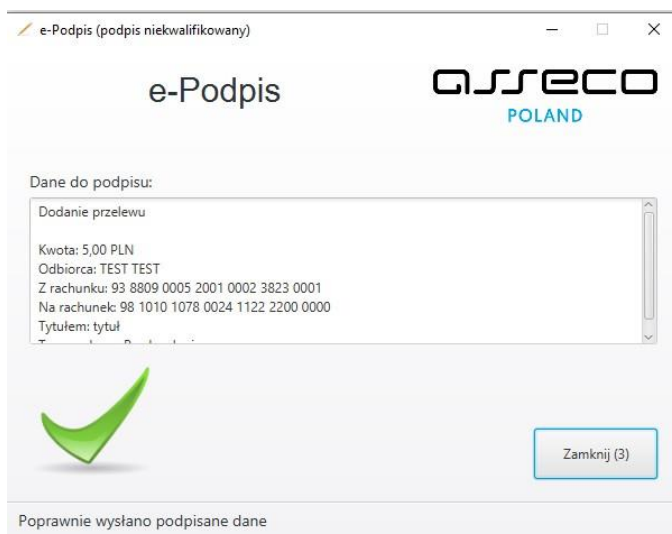 e-Podpis (podpis niekwalifikowany)
e-Podpis
asseco
POLAND
Dane do podpisu:
Dodanie przelewu
Kwota: 5,00 PLN
Odbiorca: TEST TEST
Z rachunku: 93 8809 0005 2001 0002 3823 0001
Na rachunek: 98 1010 1078 0024 1122 2200 0000
Tytułem: tytuł
Zamknij (3)
Poprawnie wysłano podpisane dane